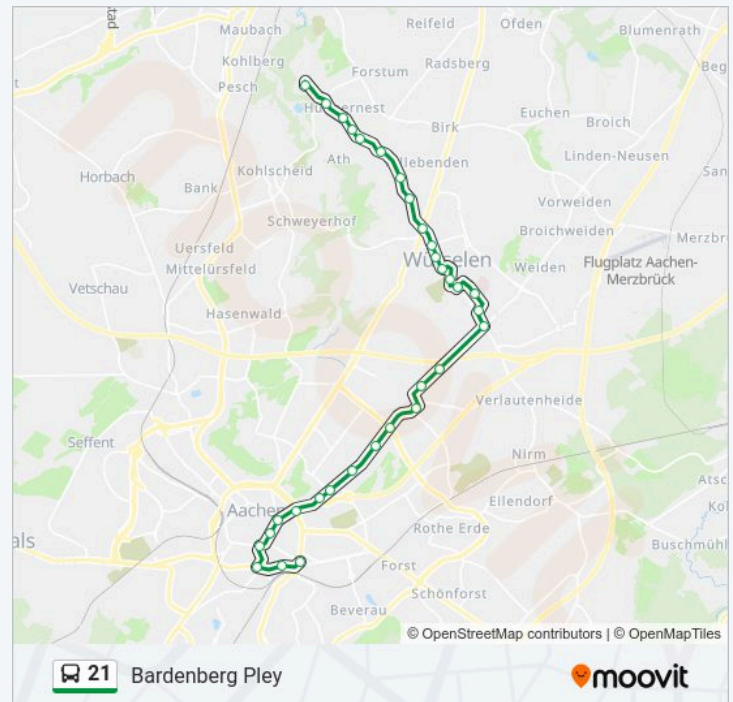 Maubach
Reifeld
Ofden
Blumenrath
Kohlberg
Radsberg
Pesch
Forstum
Euchen
Broich
Birk
Linden-Neusen
Ath
Kohlscheid
Horbach
Bank
Vorweiden
Schweyerhof
Broichweiden
Uersfeld
Mittelürsfeld
Weiden
Flugplatz Aachen-
Merzbrück
Vetschau
Hasenwald
Verlautenheide
Seffent
Nirm
Eilendorf
Aachen
Rothe Erde
Forst
Schönforst
Beverau
© OpenStreetMap contributors | © OpenMapTiles
21 Bardenberg Pley
moovit